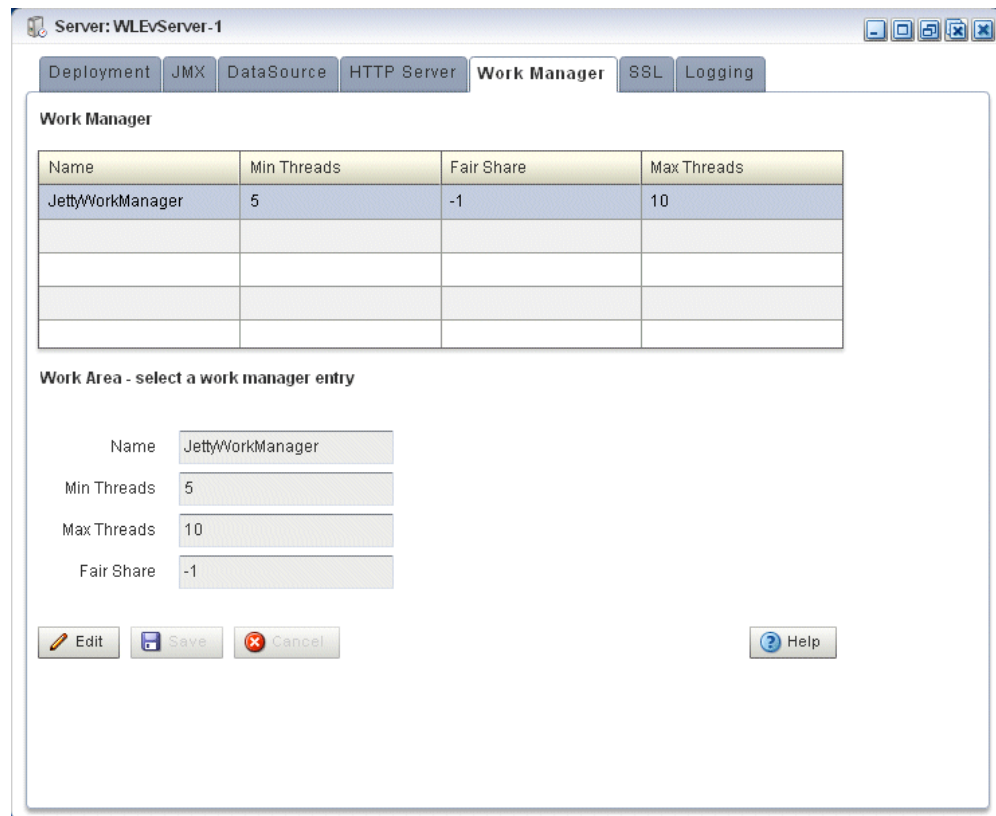 Server: WLEvServer-1
Deployment JMX DataSource HTTP Server Work Manager SSL Logging
Work Manager
Name Min Threads Fair Share Max Threads
JettyWorkManager 5 -1 10
Work Area - select a work manager entry
Name JettyWorkManager
Min Threads 5
Max Threads 10
Fair Share -1
Edit Save Cancel Help